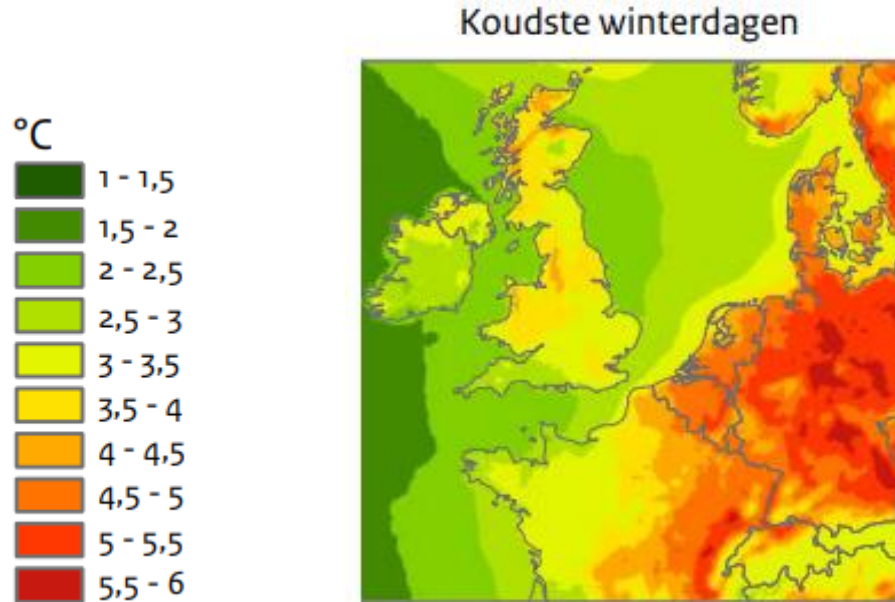 Koudste winterdagen
°C
1 - 1,5
1,5 - 2
2 - 2,5
2,5 - 3
3 - 3,5
3,5 - 4
4 - 4,5
4,5 - 5
5 - 5,5
5,5 - 6